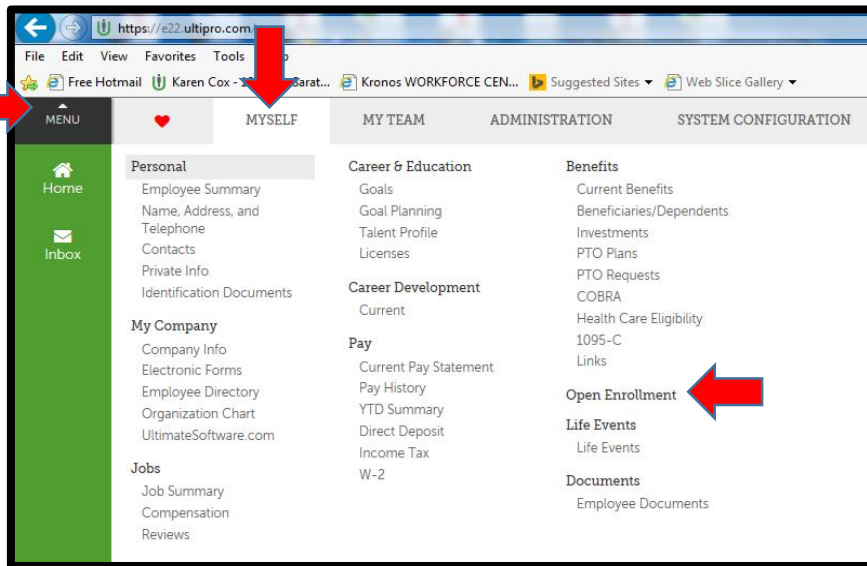 https://e22.ultipro.com/
File Edit View Favorites Tools
Free Hotmail Karen Cox - Kronos WORKFORCE CEN... Suggested Sites Web Slice Gallery
MENU MYSELF MY TEAM ADMINISTRATION SYSTEM CONFIGURATION
Home
Inbox
Personal
Employee Summary
Name, Address, and
Telephone
Contacts
Private Info
Identification Documents
My Company
Company Info
Electronic Forms
Employee Directory
Organization Chart
UltimateSoftware.com
Jobs
Job Summary
Compensation
Reviews
Career & Education
Goals
Goal Planning
Talent Profile
Licenses
Career Development
Current
Pay
Current Pay Statement
Pay History
YTD Summary
Direct Deposit
Income Tax
W-2
Benefits
Current Benefits
Beneficiaries/Dependents
Investments
PTO Plans
PTO Requests
COBRA
Health Care Eligibility
1095-C
Links
Open Enrollment
Life Events
Life Events
Documents
Employee Documents